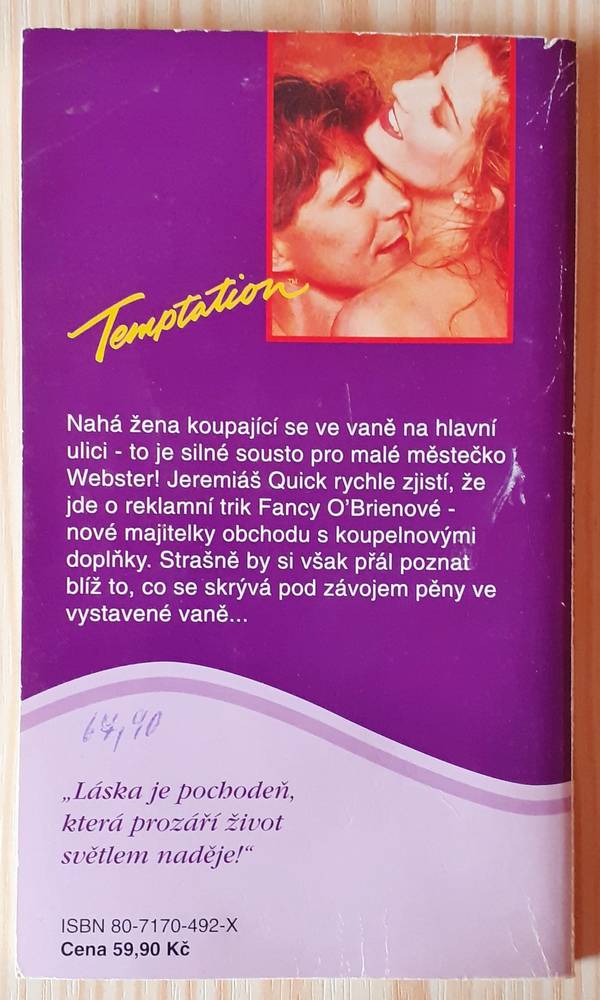 Temptation™
Nahá žena koupající se ve vaně na hlavní
ulici - to je silné sousto pro malé městečko
Webster! Jeremiáš Quick rychle zjistí, že
jde o reklamní trik Fancy O'Brienové -
nové majitelky obchodu s koupelnovými
doplňky. Strašně by si však přál poznat
blíž to, co se skrývá pod závojem pěny ve
vystavené vaně...
64,90
„Láska je pochodeň,
která prozáří život
světlem naděje!“
ISBN 80-7170-492-X
Cena 59,90 Kč